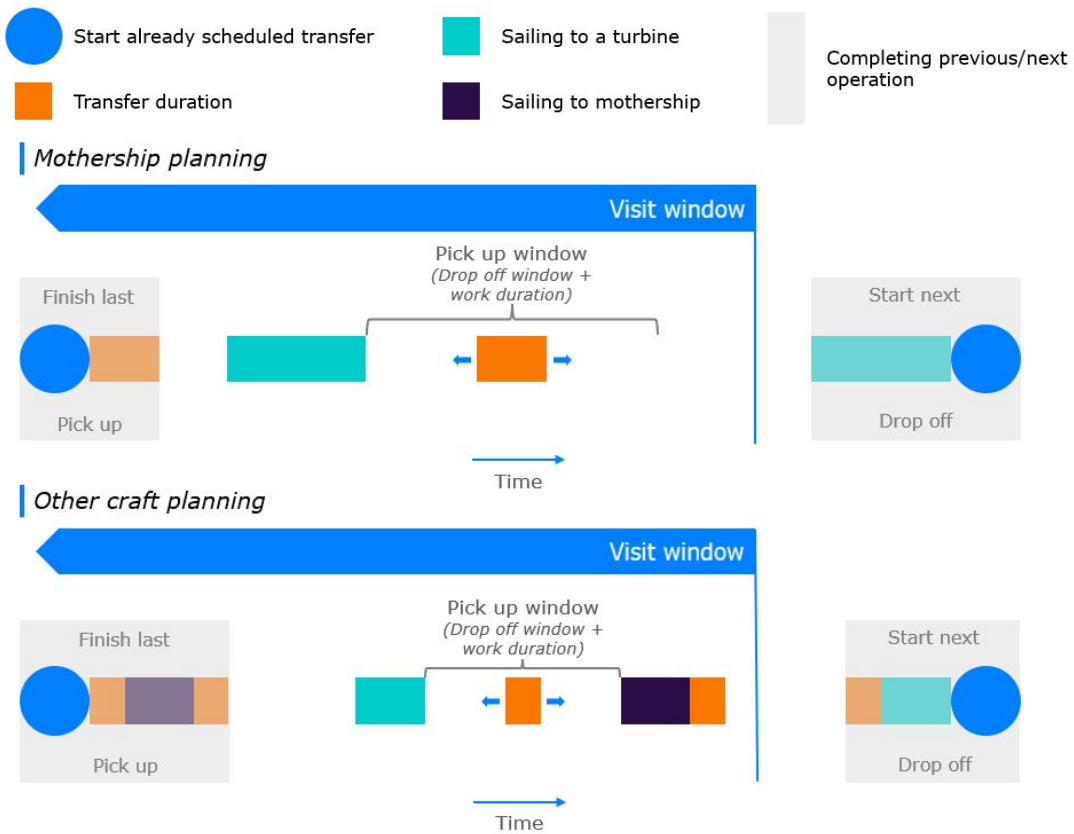 Start already scheduled transfer
Sailing to a turbine
Completing previous/next
operation
Transfer duration
Sailing to mothership
Mothership planning
Visit window
Pick up window
(Drop off window +
work duration)
Finish last
Start next
Pick up
Drop off
Time
Other craft planning
Visit window
Pick up window
(Drop off window +
work duration)
Finish last
Start next
Pick up
Drop off
Time